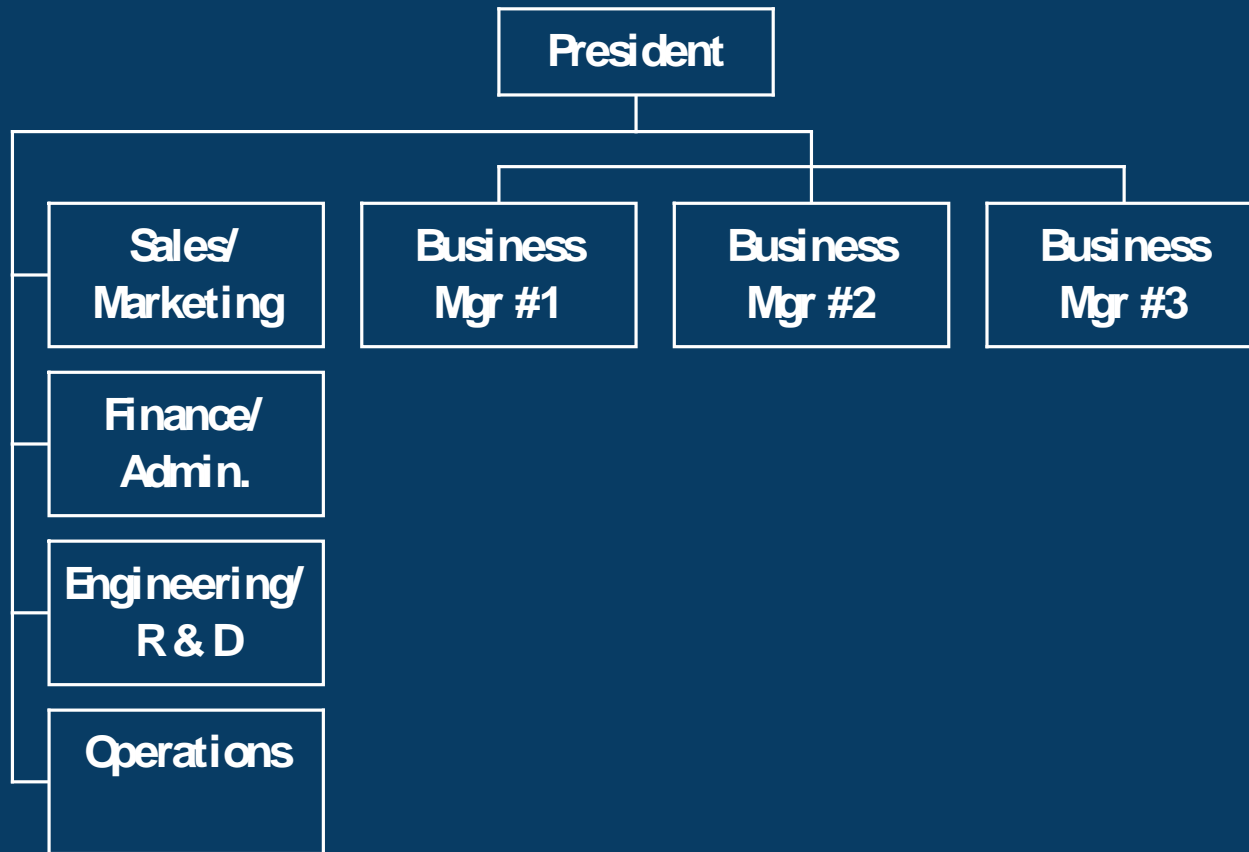 President
Sales/
Marketing
Business
Mgr #1
Business
Mgr #2
Business
Mgr #3
Finance/
Admin.
Engineering/
R & D
Operations